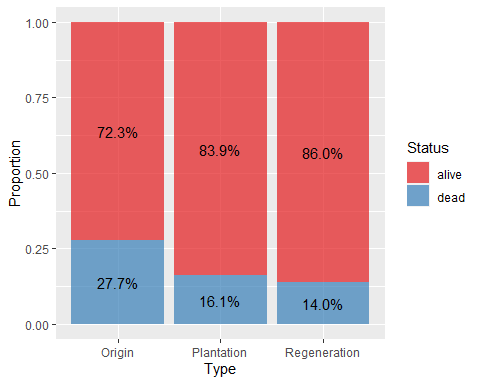 1.00
0.75
0.50
0.25
0.00
Proportion
72.3%
83.9%
86.0%
27.7%
16.1%
14.0%
Origin
Plantation
Regeneration
Type
Status
alive
dead